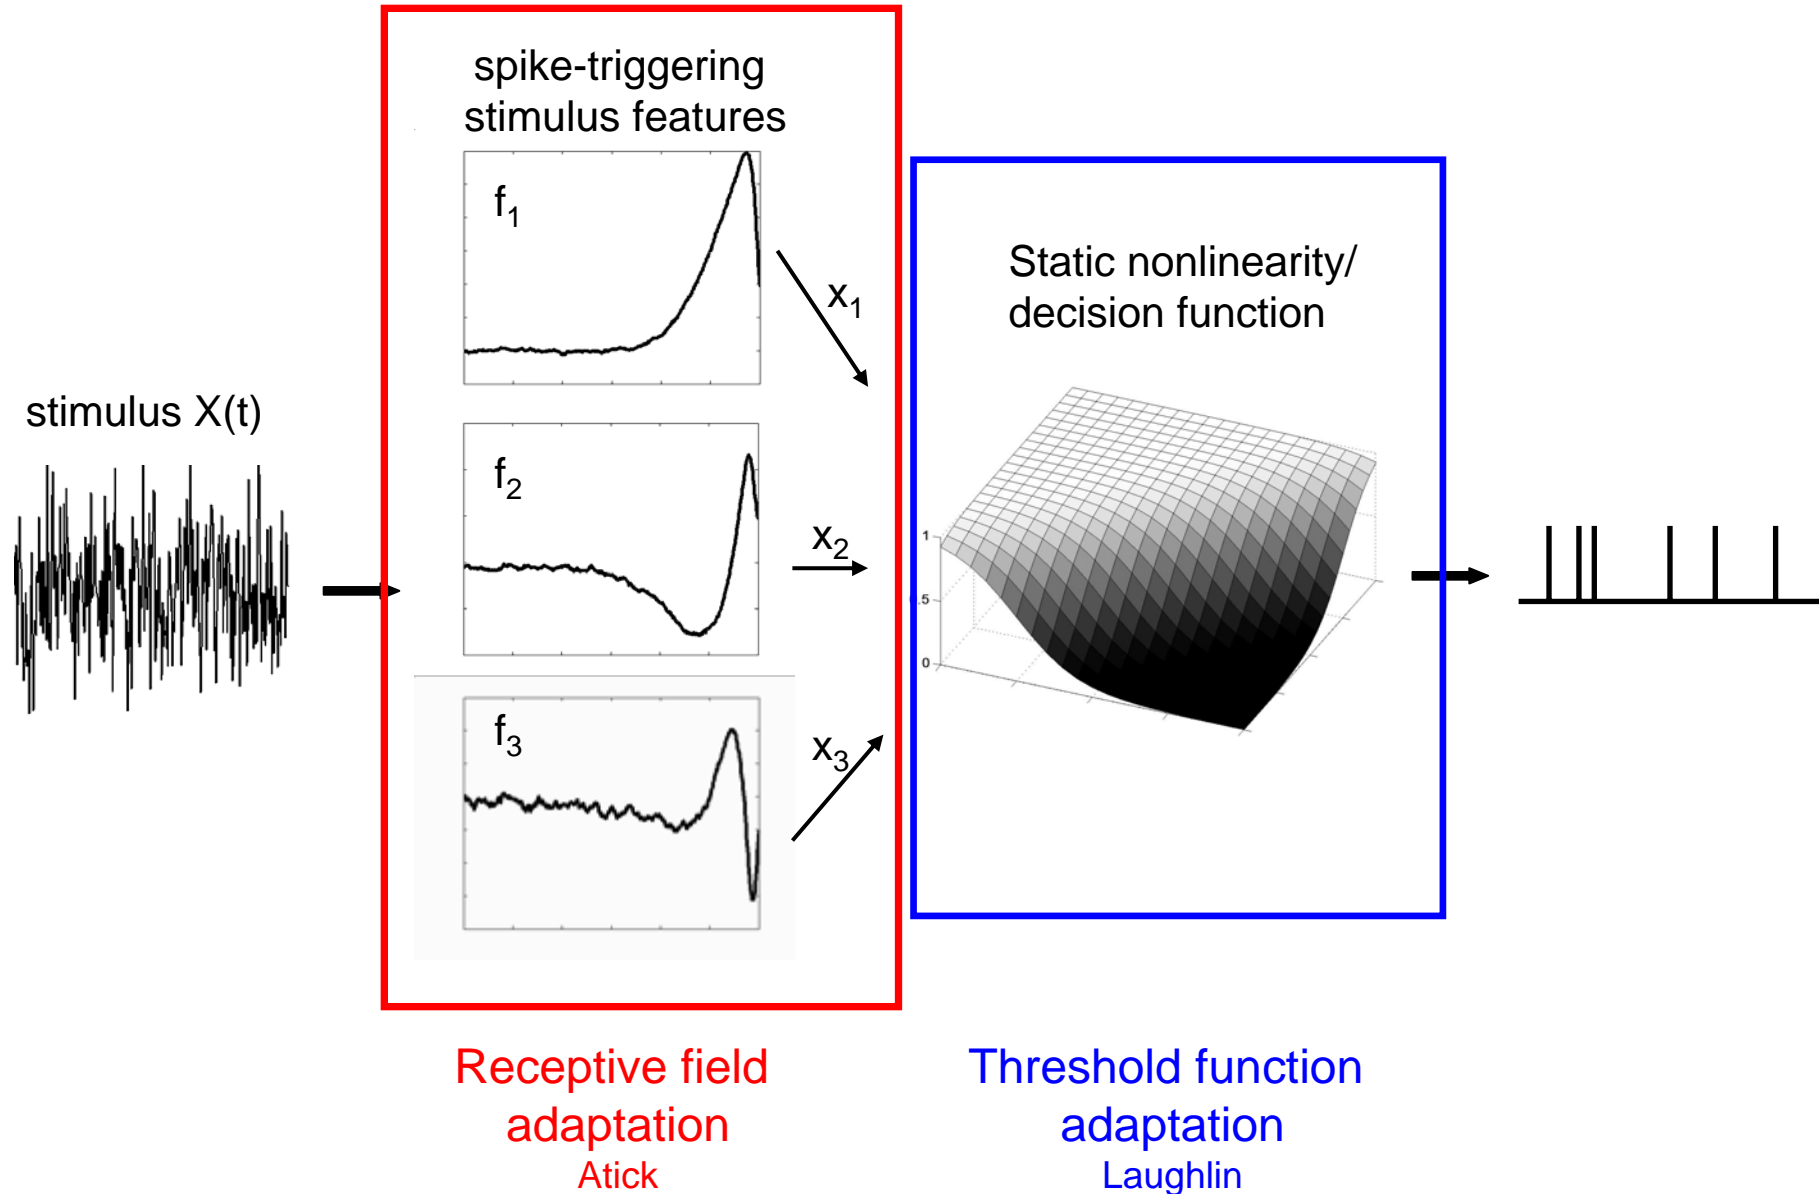 spike-triggering
stimulus features
f1
x1
Static nonlinearity/
decision function
stimulus X(t)
f2
x2
1
0.5
0
f3
x3
Receptive field
adaptation
Atick
Threshold function
adaptation
Laughlin